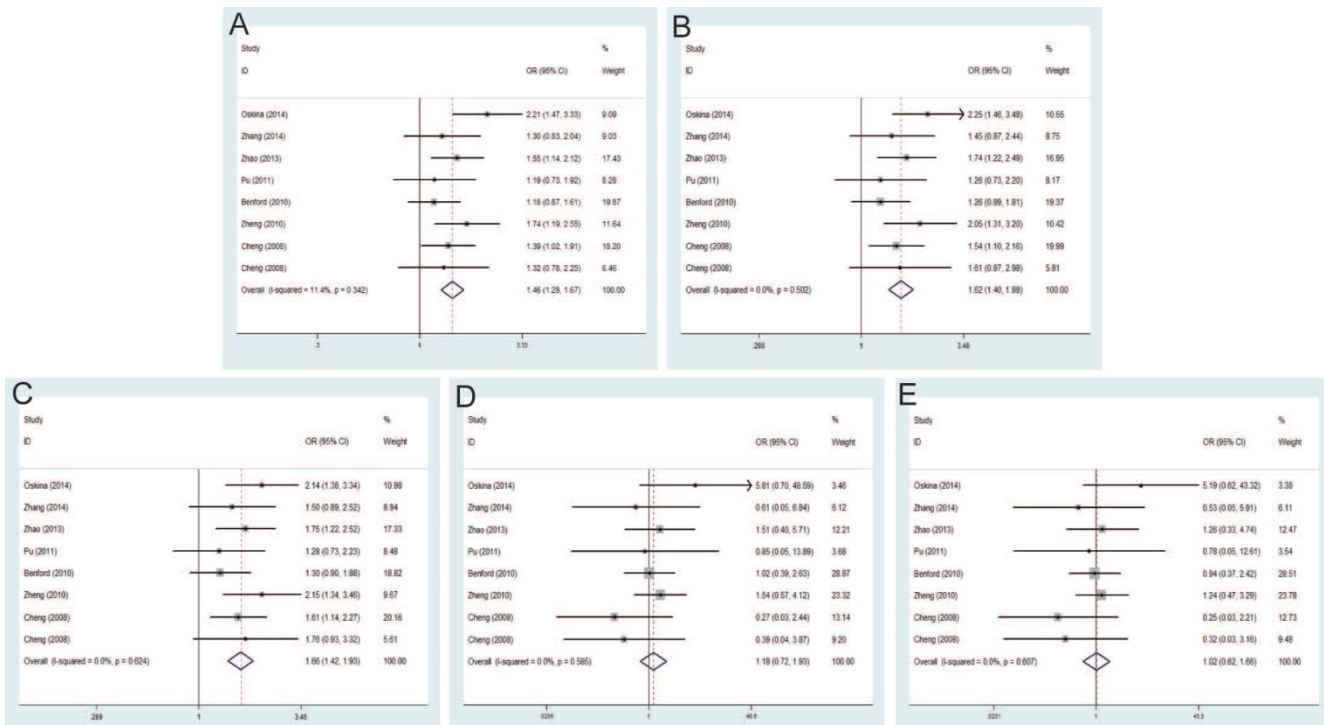 A
Study %
ID OR (95% CI) Weight
Oskina (2014) 2.21 (1.47, 3.33) 9.09
Zhang (2014) 1.30 (0.83, 2.04) 9.03
Zhao (2013) 1.55 (1.14, 2.12) 17.43
Pu (2011) 1.19 (0.73, 1.92) 8.28
Benford (2010) 1.18 (0.87, 1.61) 19.87
Zheng (2010) 1.74 (1.19, 2.55) 11.64
Cheng (2008) 1.39 (1.02, 1.91) 18.20
Cheng (2008) 1.32 (0.78, 2.25) 6.46
Overall (I-squared = 11.4%, p = 0.342) 1.46 (1.28, 1.67) 100.00
.3 1 3.33
B
Study %
ID OR (95% CI) Weight
Oskina (2014) 2.25 (1.46, 3.48) 10.55
Zhang (2014) 1.45 (0.87, 2.44) 8.75
Zhao (2013) 1.74 (1.22, 2.49) 16.95
Pu (2011) 1.26 (0.73, 2.20) 8.17
Benford (2010) 1.26 (0.89, 1.81) 19.37
Zheng (2010) 2.05 (1.31, 3.20) 10.42
Cheng (2008) 1.54 (1.10, 2.16) 19.99
Cheng (2008) 1.61 (0.87, 2.98) 5.81
Overall (I-squared = 0.0%, p = 0.502) 1.62 (1.40, 1.88) 100.00
.288 1 3.48
C
Study %
ID OR (95% CI) Weight
Oskina (2014) 2.14 (1.38, 3.34) 10.98
Zhang (2014) 1.50 (0.89, 2.52) 8.94
Zhao (2013) 1.75 (1.22, 2.52) 17.33
Pu (2011) 1.28 (0.73, 2.23) 8.48
Benford (2010) 1.30 (0.90, 1.88) 18.82
Zheng (2010) 2.15 (1.34, 3.46) 9.67
Cheng (2008) 1.61 (1.14, 2.27) 20.16
Cheng (2008) 1.76 (0.93, 3.32) 5.61
Overall (I-squared = 0.0%, p = 0.624) 1.66 (1.42, 1.93) 100.00
.289 1 3.46
D
Study %
ID OR (95% CI) Weight
Oskina (2014) 5.81 (0.70, 48.59) 3.46
Zhang (2014) 0.61 (0.05, 6.84) 6.12
Zhao (2013) 1.51 (0.40, 5.71) 12.21
Pu (2011) 0.85 (0.05, 13.89) 3.68
Benford (2010) 1.02 (0.39, 2.63) 28.87
Zheng (2010) 1.54 (0.57, 4.12) 23.32
Cheng (2008) 0.27 (0.03, 2.44) 13.14
Cheng (2008) 0.39 (0.04, 3.87) 9.20
Overall (I-squared = 0.0%, p = 0.585) 1.18 (0.72, 1.93) 100.00
.0206 1 48.6
E
Study %
ID OR (95% CI) Weight
Oskina (2014) 5.19 (0.62, 43.32) 3.38
Zhang (2014) 0.53 (0.05, 5.91) 6.11
Zhao (2013) 1.26 (0.33, 4.74) 12.47
Pu (2011) 0.78 (0.05, 12.61) 3.54
Benford (2010) 0.94 (0.37, 2.42) 28.51
Zheng (2010) 1.24 (0.47, 3.29) 23.78
Cheng (2008) 0.25 (0.03, 2.21) 12.73
Cheng (2008) 0.32 (0.03, 3.16) 9.48
Overall (I-squared = 0.0%, p = 0.607) 1.02 (0.62, 1.66) 100.00
.0231 1 43.3